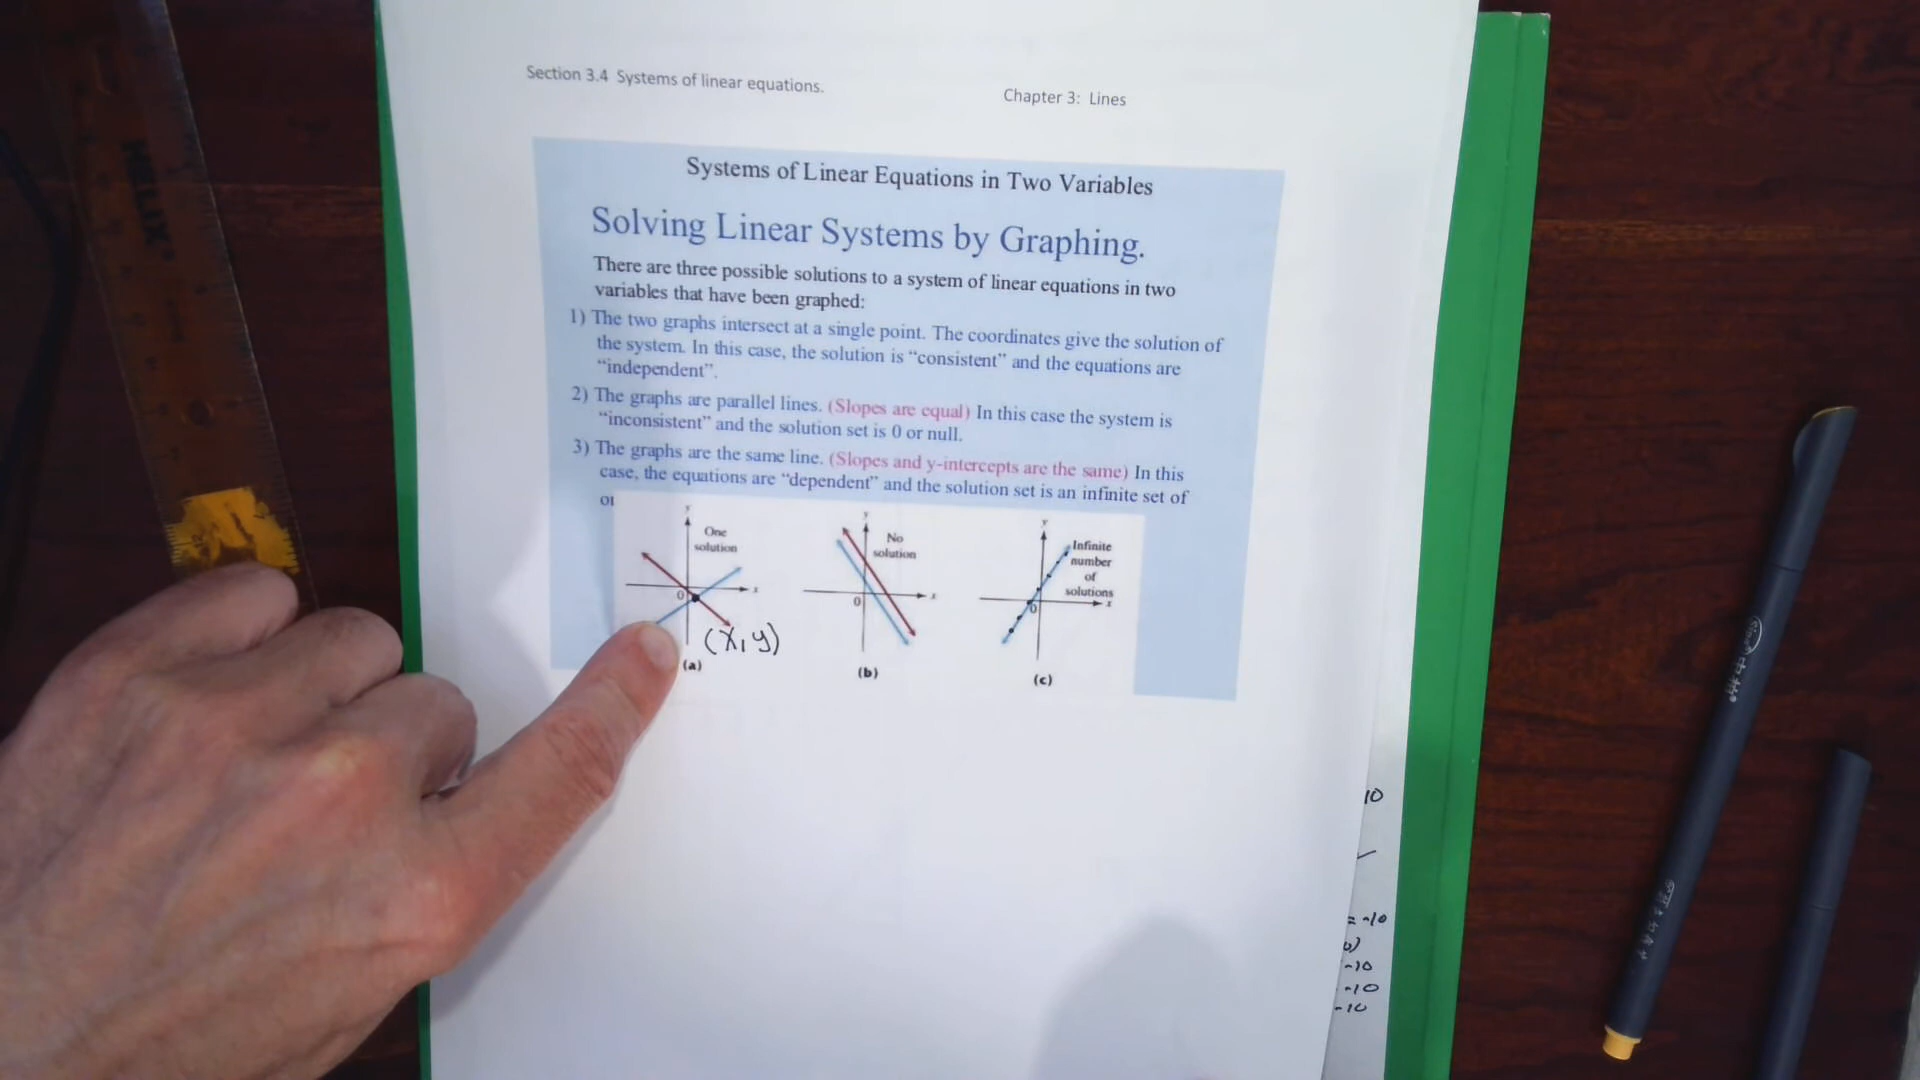 HELIX
Section 3.4 Systems of linear equations.
Chapter 3: Lines
Systems of Linear Equations in Two Variables
Solving Linear Systems by Graphing.
There are three possible solutions to a system of linear equations in two
variables that have been graphed:
1) The two graphs intersect at a single point. The coordinates give the solution of
the system. In this case, the solution is “consistent” and the equations are
“independent”.
2) The graphs are parallel lines. (Slopes are equal) In this case the system is
“inconsistent” and the solution set is 0 or null.
3) The graphs are the same line. (Slopes and y-intercepts are the same) In this
case, the equations are “dependent” and the solution set is an infinite set of
y
One
solution
x
0
(x, y)
(a)
y
No
solution
x
0
(b)
y
Infinite
number
of
solutions
x
0
(c)
10
= -10
-10
-10
-10